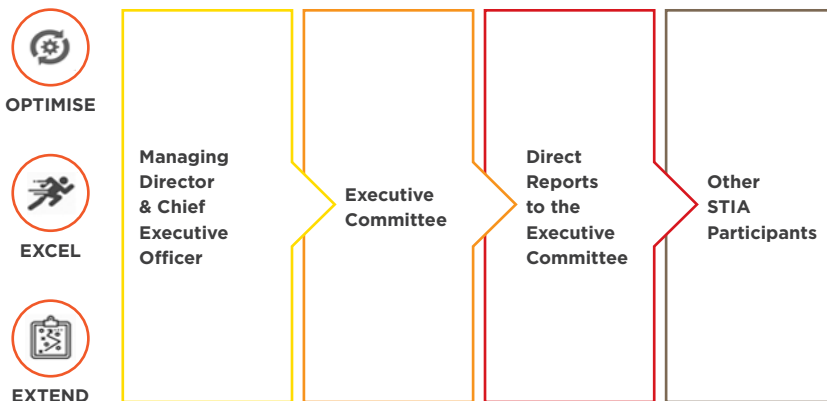 OPTIMISE
EXCEL
EXTEND
Managing
Director
& Chief
Executive
Officer
Executive
Committee
Direct
Reports
to the
Executive
Committee
Other
STIA
Participants